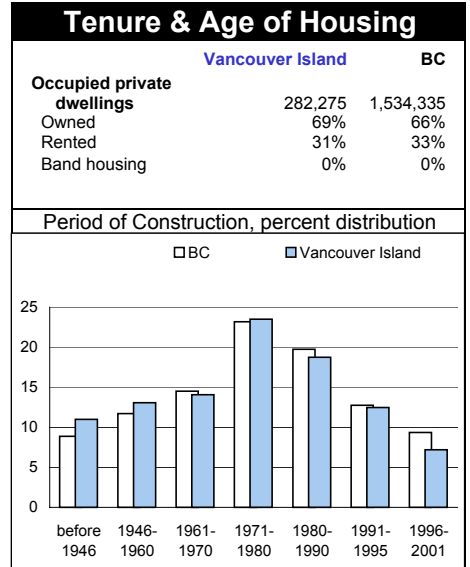 Tenure & Age of Housing
Vancouver Island BC
Occupied private
dwellings 282,275 1,534,335
Owned 69% 66%
Rented 31% 33%
Band housing 0% 0%
Period of Construction, percent distribution
BC Vancouver Island
25
20
15
10
5
0
before 1946- 1961- 1971- 1980- 1991- 1996-
1946 1960 1970 1980 1990 1995 2001